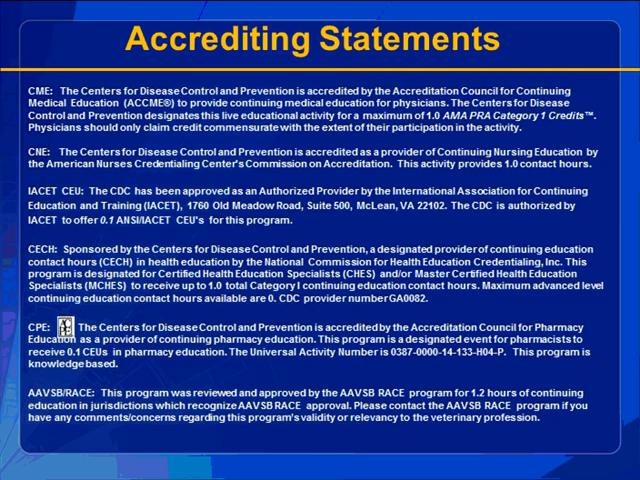 Accrediting Statements
CME: The Centers for Disease Control and Prevention is accredited by the Accreditation Council for Continuing
Medical Education (ACCME®) to provide continuing medical education for physicians. The Centers for Disease
Control and Prevention designates this live educational activity for a maximum of 1.0 AMA PRA Category 1 Credits™.
Physicians should only claim credit commensurate with the extent of their participation in the activity.
CNE: The Centers for Disease Control and Prevention is accredited as a provider of Continuing Nursing Education by
the American Nurses Credentialing Center's Commission on Accreditation. This activity provides 1.0 contact hours.
IACET CEU: The CDC has been approved as an Authorized Provider by the International Association for Continuing
Education and Training (IACET), 1760 Old Meadow Road, Suite 500, McLean, VA 22102. The CDC is authorized by
IACET to offer 0.1 ANSI/IACET CEU's for this program.
CECH: Sponsored by the Centers for Disease Control and Prevention, a designated provider of continuing education
contact hours (CECH) in health education by the National Commission for Health Education Credentialing, Inc. This
program is designated for Certified Health Education Specialists (CHES) and/or Master Certified Health Education
Specialists (MCHES) to receive up to 1.0 total Category I continuing education contact hours. Maximum advanced level
continuing education contact hours available are 0. CDC provider number GA0082.
CPE: The Centers for Disease Control and Prevention is accredited by the Accreditation Council for Pharmacy
Education as a provider of continuing pharmacy education. This program is a designated event for pharmacists to
receive 0.1 CEUs in pharmacy education. The Universal Activity Number is 0387-0000-14-133-H04-P. This program is
knowledge based.
AAVSB/RACE: This program was reviewed and approved by the AAVSB RACE program for 1.2 hours of continuing
education in jurisdictions which recognize AAVSB RACE approval. Please contact the AAVSB RACE program if you
have any comments/concerns regarding this program's validity or relevancy to the veterinary profession.